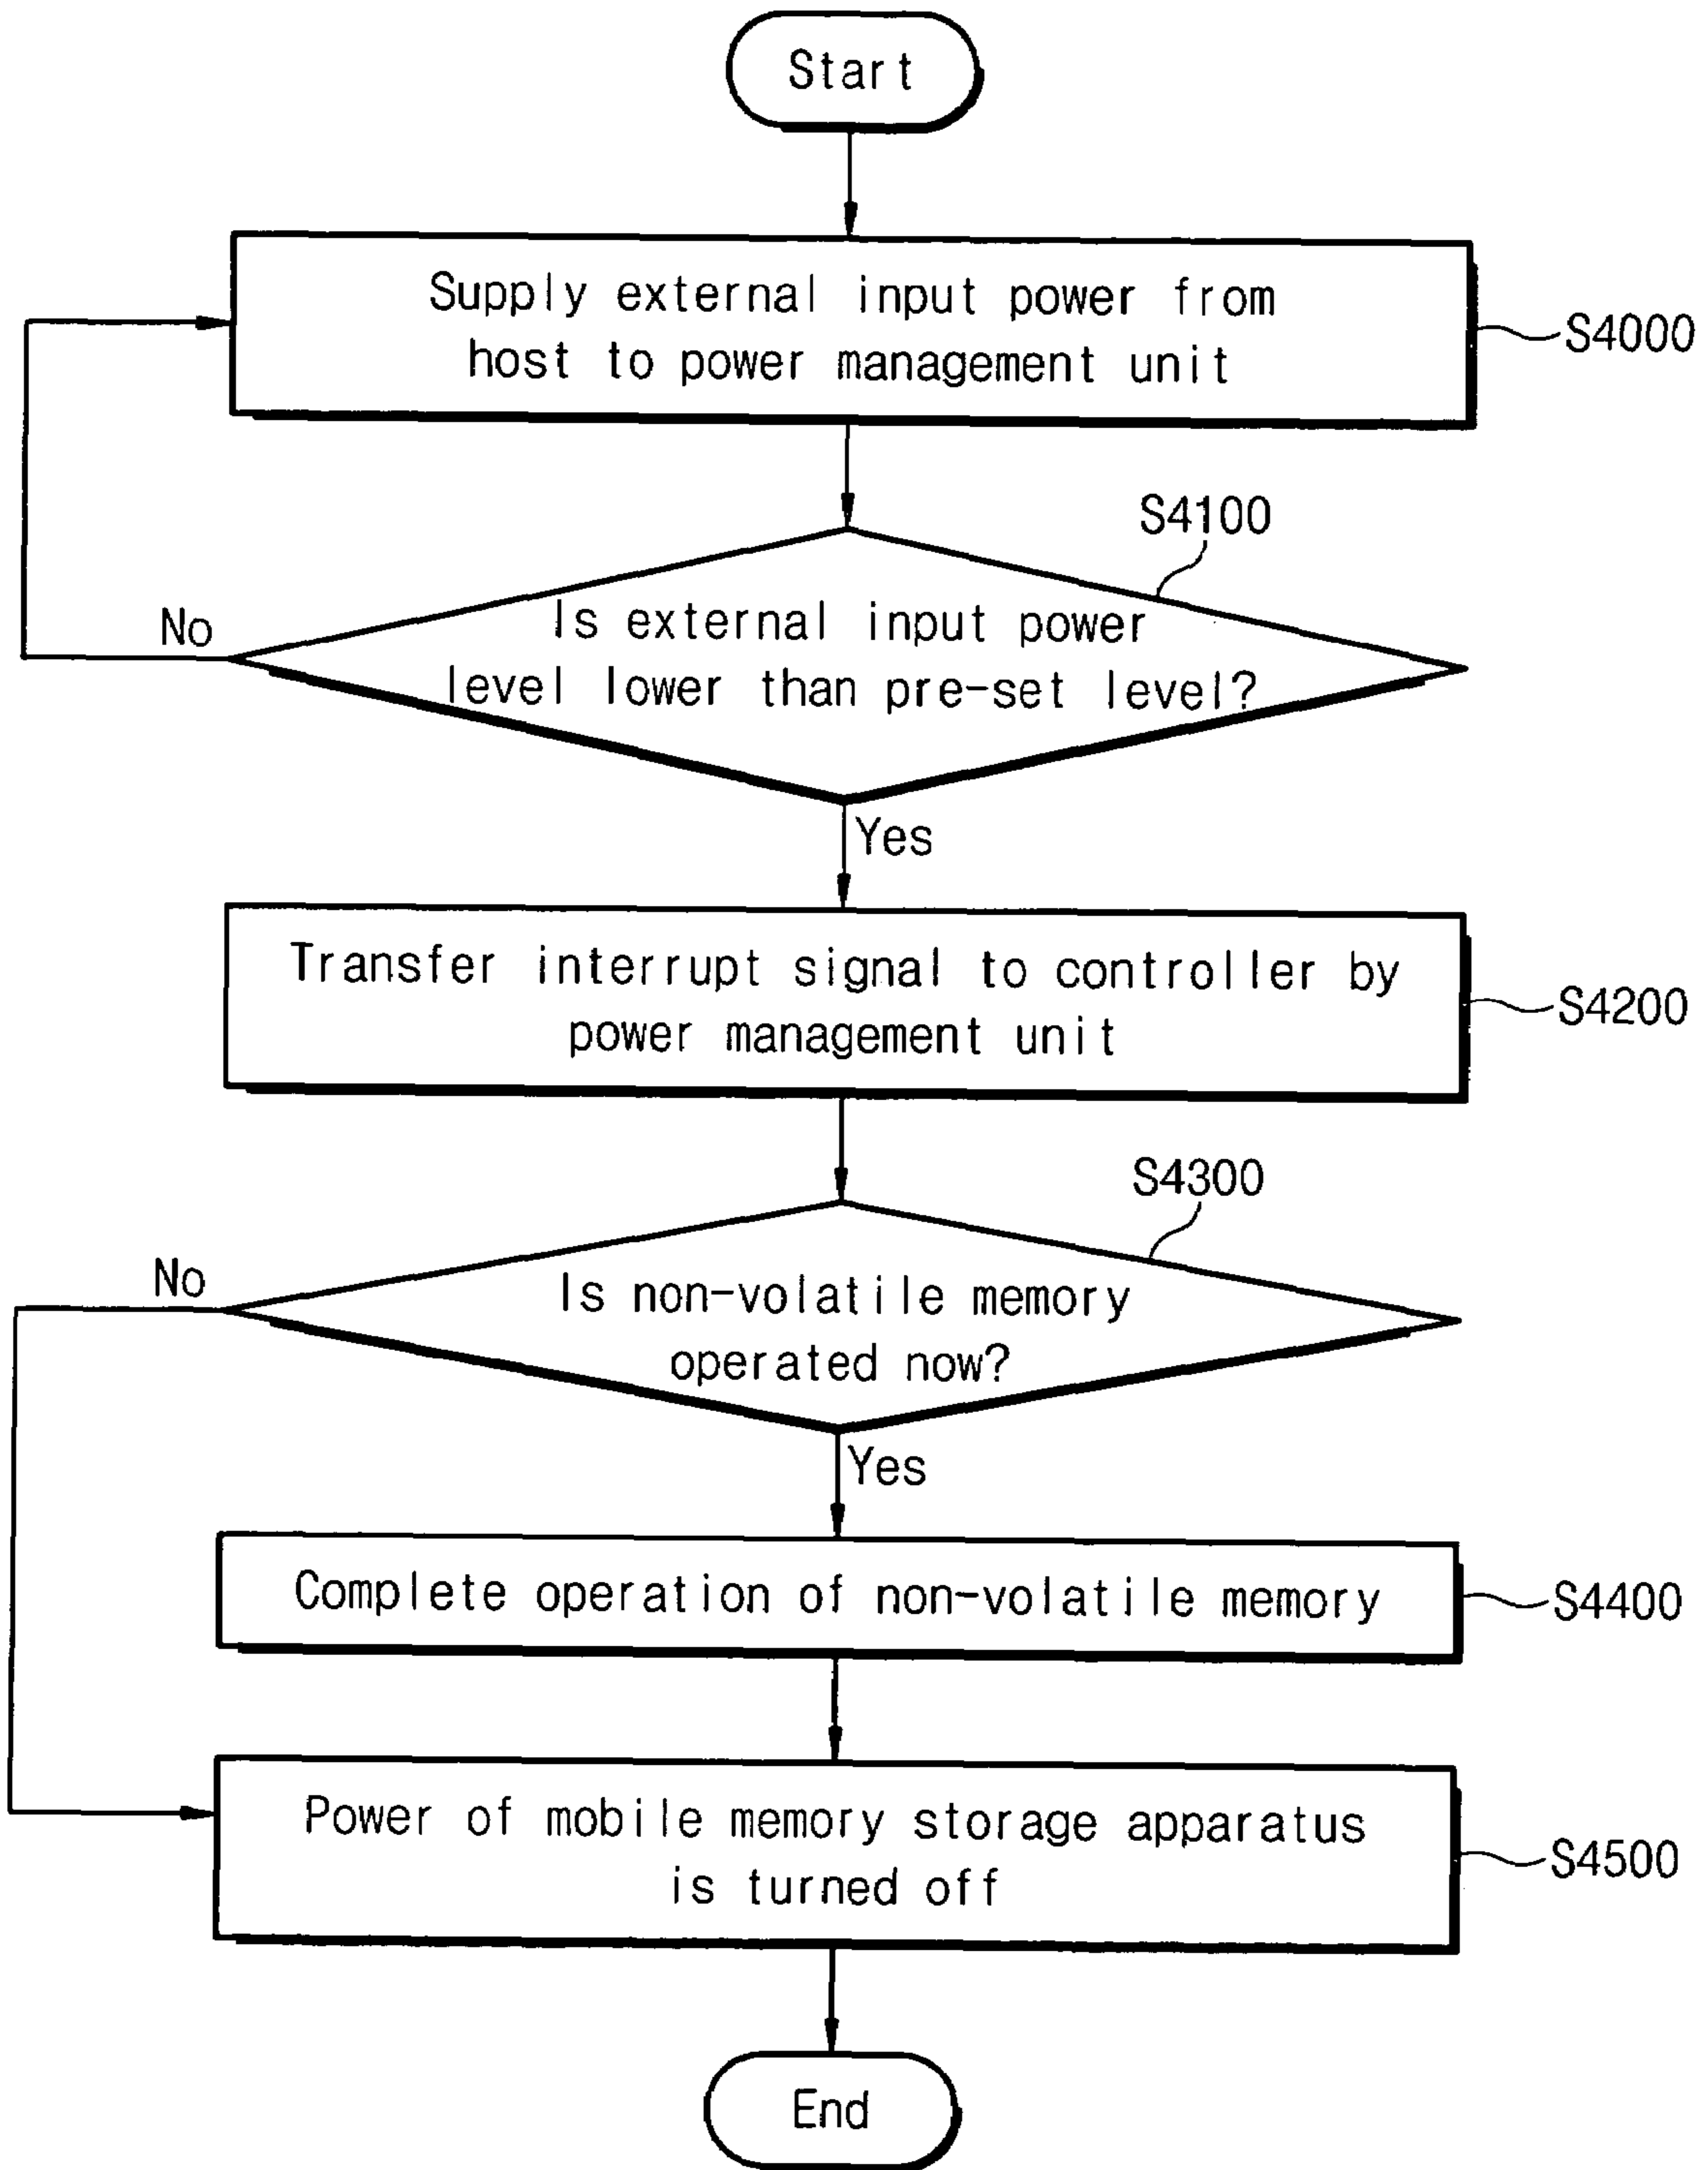 Start
Supply external input power from
host to power management unit
S4000
S4100
Is external input power
level lower than pre-set level?
No
Yes
Transfer interrupt signal to controller by
power management unit
S4200
S4300
Is non-volatile memory
operated now?
No
Yes
Complete operation of non-volatile memory
S4400
Power of mobile memory storage apparatus
is turned off
S4500
End